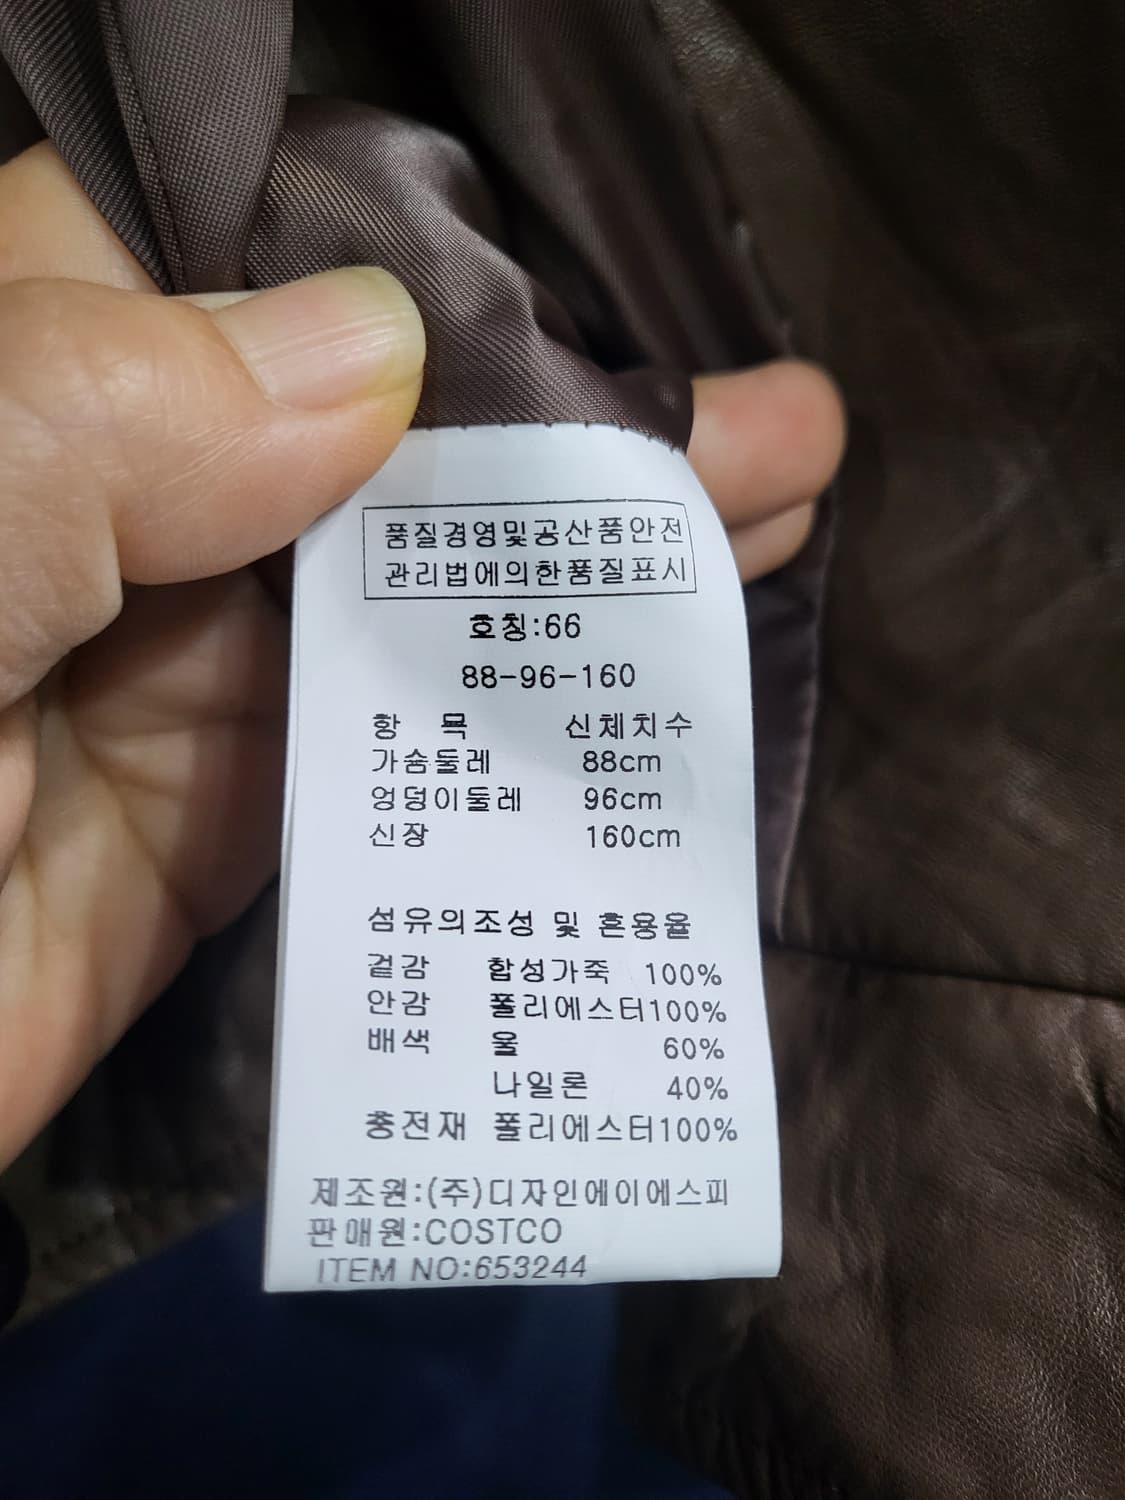 품질경영및공산품안전
관리법에의한품질표시
호칭:66
88-96-160
항 목 신체치수
가슴둘레 88cm
엉덩이둘레 96cm
신장 160cm
섬유의조성 및 혼용율
겉감 합성가죽 100%
안감 폴리에스터100%
배색 울 60%
나일론 40%
충전재 폴리에스터100%
제조원:(주)디자인에이에스피
판매원:COSTCO
ITEM NO:653244